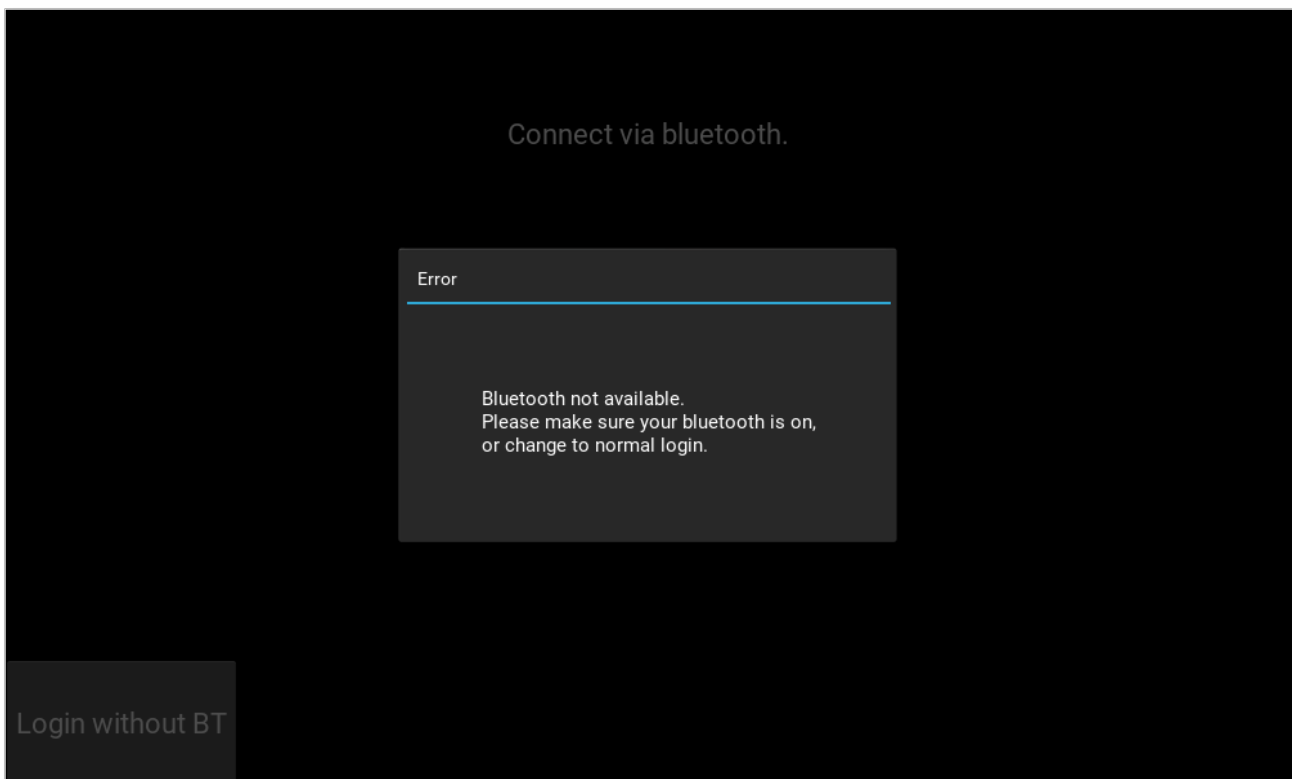 Connect via bluetooth.
Error
Bluetooth not available.
Please make sure your bluetooth is on,
or change to normal login.
Login without BT